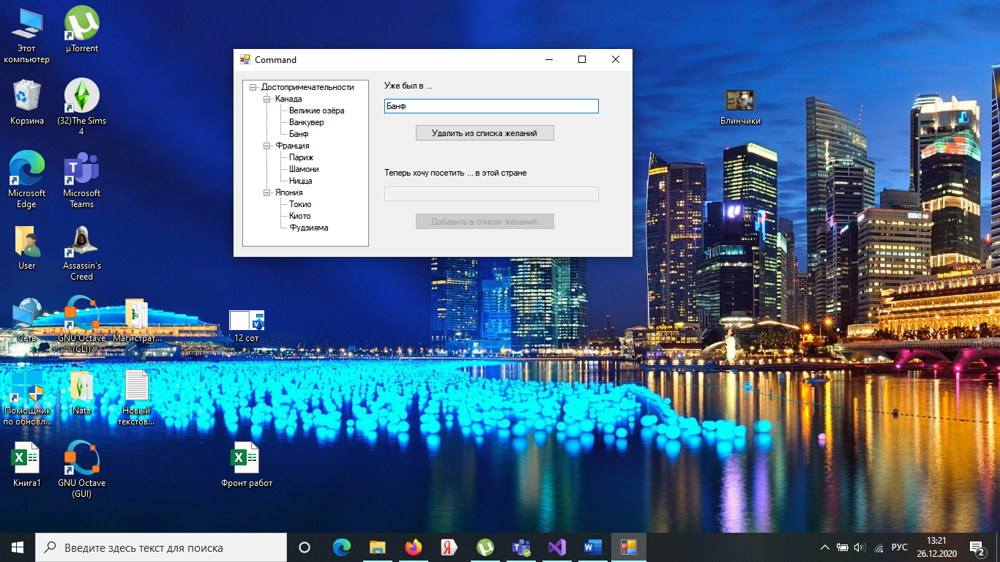 Этот
компьютер
µTorrent
Корзина
(32)The Sims
4
Microsoft
Edge
Microsoft
Teams
User
Assassin's
Creed
Сеть
GNU Octave
(CLI)
Магистрат...
12 сот
Помощник
по обновл...
Nata
Новый
текстов...
Книга1
GNU Octave
(GUI)
Фронт работ
Блинчики
Command
Достопримечательности
Канада
Великие озёра
Ванкувер
Банф
Франция
Париж
Шамони
Ницца
Япония
Токио
Киото
Фудзияма
Уже был в ...
Банф
Удалить из списка желаний
Теперь хочу посетить ... в этой стране
Добавить в список желаний
HSBC
Введите здесь текст для поиска
РУС
13:21
26.12.2020
2